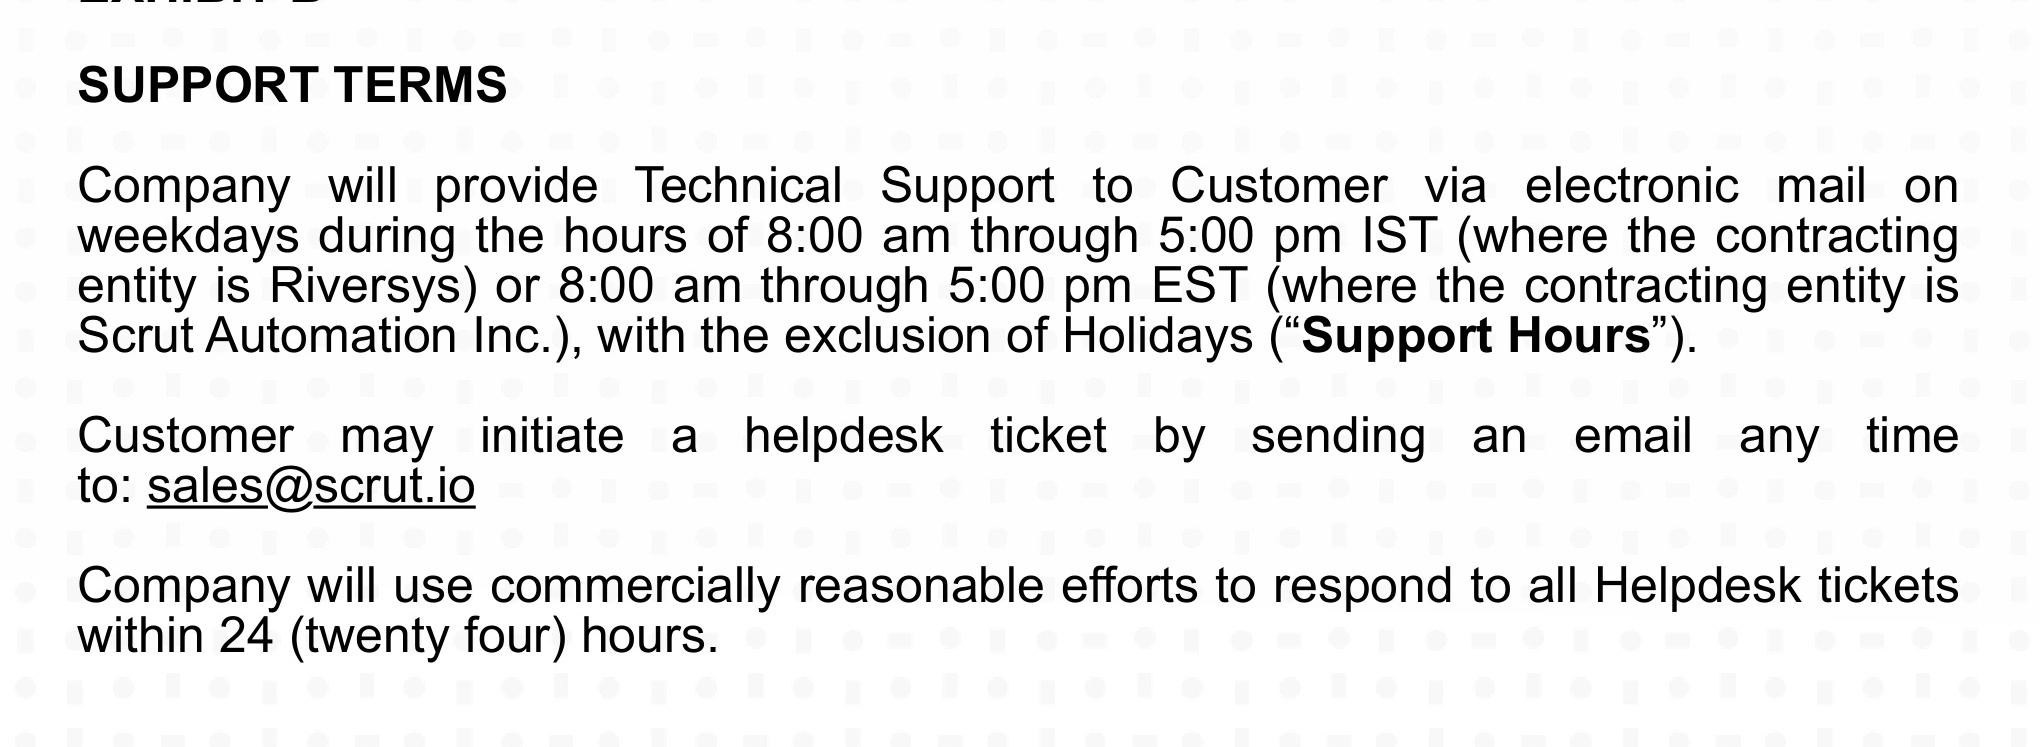 SUPPORT TERMS
Company will provide Technical Support to Customer via electronic mail on
weekdays during the hours of 8:00 am through 5:00 pm IST (where the contracting
entity is Riversys) or 8:00 am through 5:00 pm EST (where the contracting entity is
Scrut Automation Inc.), with the exclusion of Holidays (“Support Hours”).
Customer may initiate a helpdesk ticket by sending an email any time
to: sales@scrut.io
Company will use commercially reasonable efforts to respond to all Helpdesk tickets
within 24 (twenty four) hours.